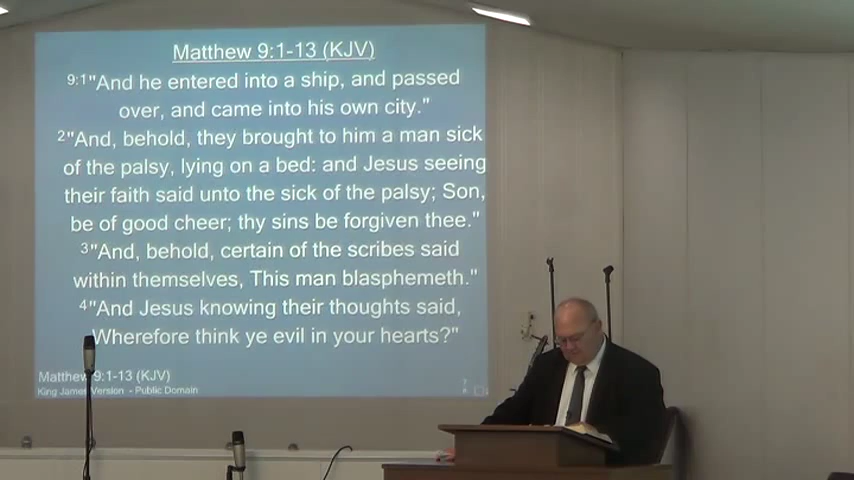 Matthew 9:1-13 (KJV)
9:1"And he entered into a ship, and passed
over, and came into his own city."
2"And, behold, they brought to him a man sick
of the palsy, lying on a bed: and Jesus seeing
their faith said unto the sick of the palsy; Son,
be of good cheer; thy sins be forgiven thee."
3"And, behold, certain of the scribes said
within themselves, This man blasphemeth."
4"And Jesus knowing their thoughts said,
Wherefore think ye evil in your hearts?"
Matthew 9:1-13 (KJV)
King James Version - Public Domain